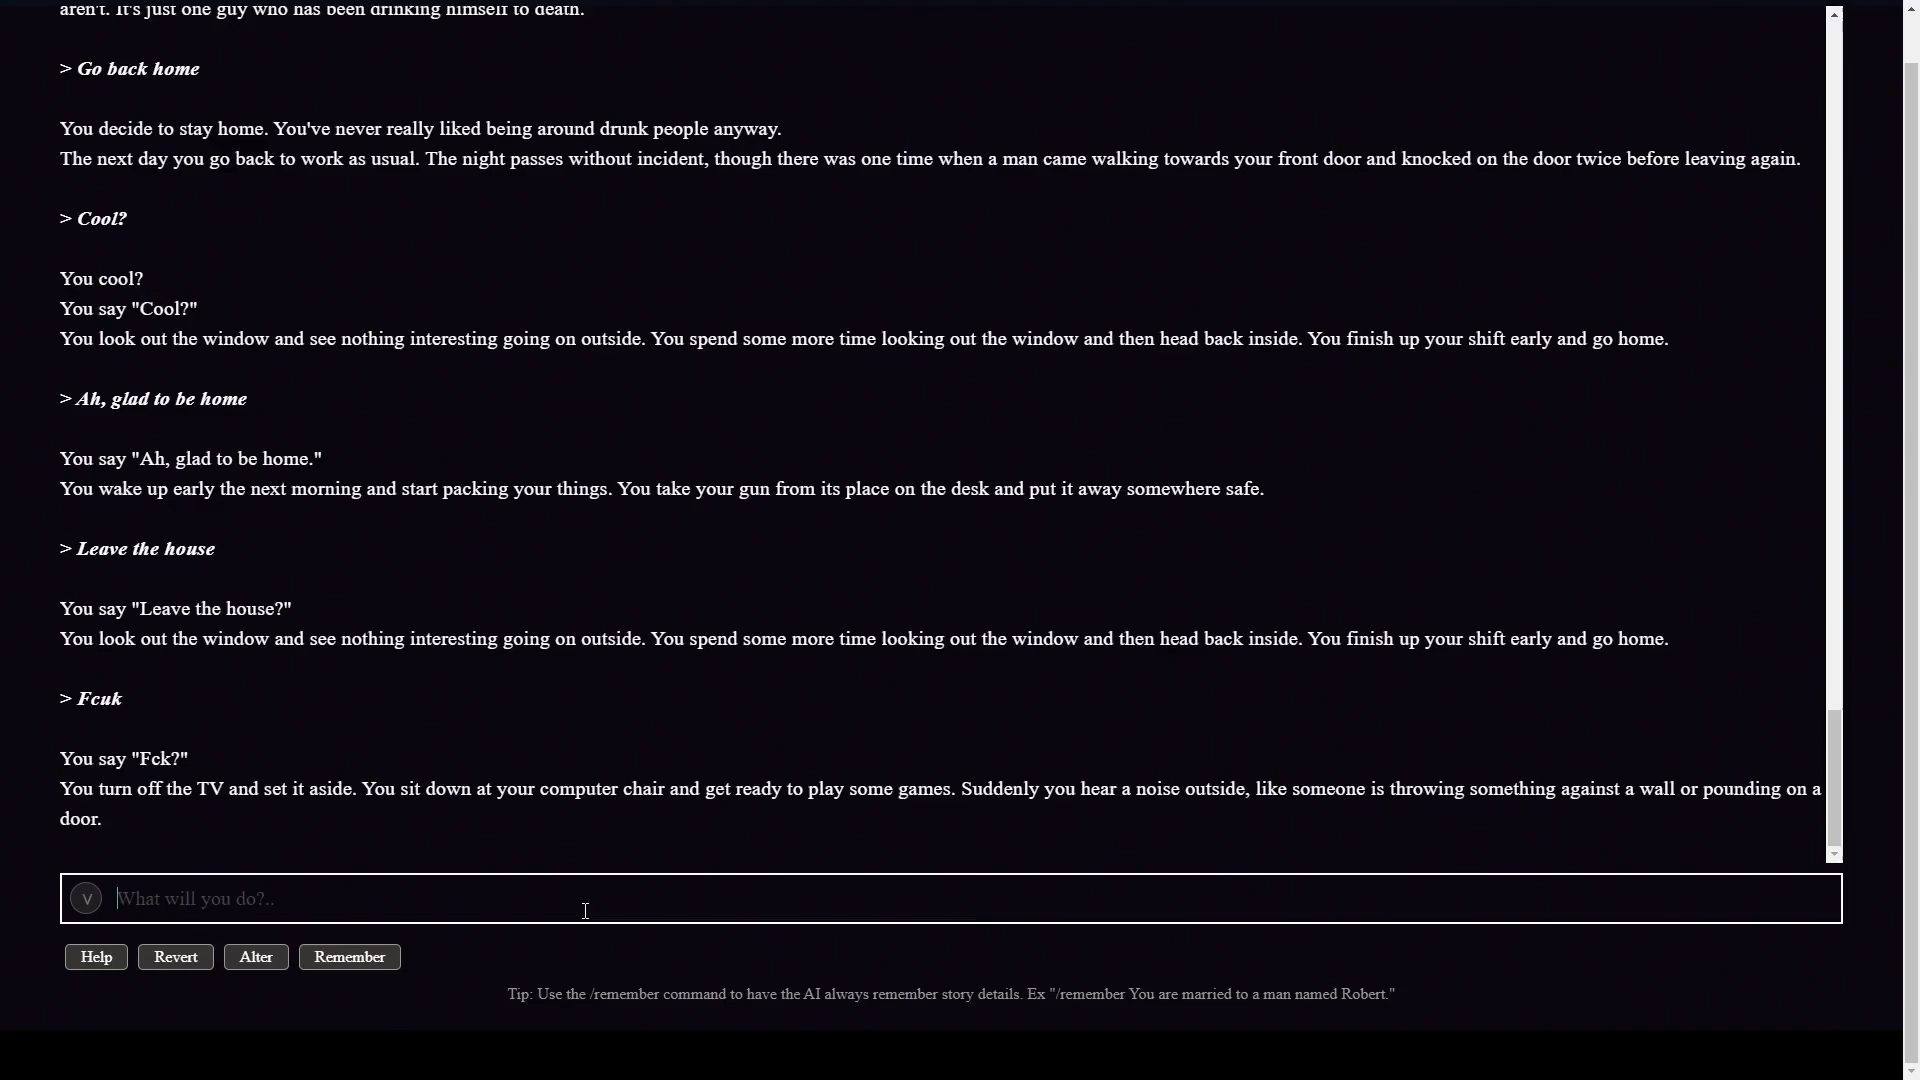 aren't. It's just one guy who has been drinking himself to death.
> Go back home
You decide to stay home. You've never really liked being around drunk people anyway.
The next day you go back to work as usual. The night passes without incident, though there was one time when a man came walking towards your front door and knocked on the door twice before leaving again.
> Cool?
You cool?
You say "Cool?"
You look out the window and see nothing interesting going on outside. You spend some more time looking out the window and then head back inside. You finish up your shift early and go home.
> Ah, glad to be home
You say "Ah, glad to be home."
You wake up early the next morning and start packing your things. You take your gun from its place on the desk and put it away somewhere safe.
> Leave the house
You say "Leave the house?"
You look out the window and see nothing interesting going on outside. You spend some more time looking out the window and then head back inside. You finish up your shift early and go home.
> Fcuk
You say "Fck?"
You turn off the TV and set it aside. You sit down at your computer chair and get ready to play some games. Suddenly you hear a noise outside, like someone is throwing something against a wall or pounding on a
door.
V What will you do?..
Help Revert Alter Remember
Tip: Use the /remember command to have the AI always remember story details. Ex "/remember You are married to a man named Robert."